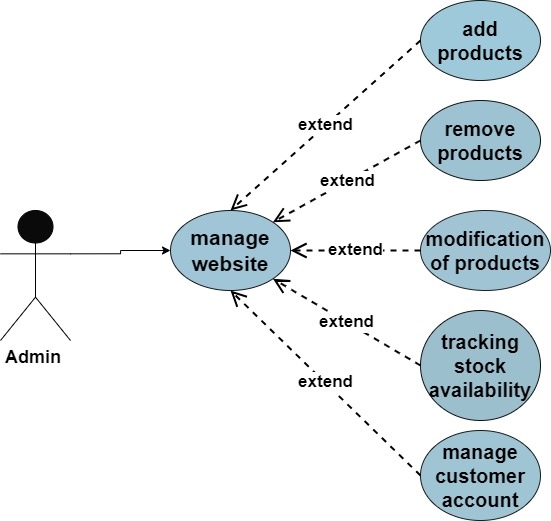 add
products
extend
remove
products
extend
manage
website
extend
modification
of products
Admin
extend
tracking
stock
availability
extend
manage
customer
account